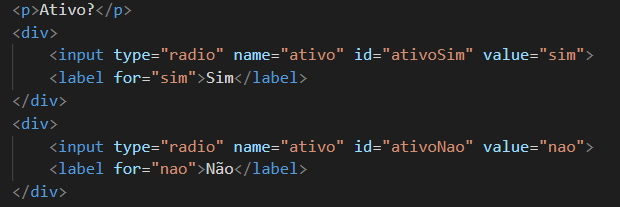 <p>Ativo?</p>
<div>
    <input type="radio" name="ativo" id="ativoSim" value="sim">
    <label for="sim">Sim</label>
</div>
<div>
    <input type="radio" name="ativo" id="ativoNao" value="nao">
    <label for="nao">Não</label>
</div>